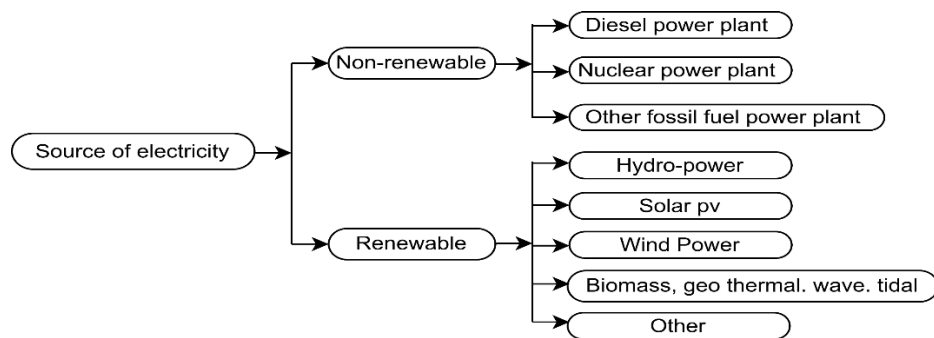 Source of electricity
Non-renewable
Diesel power plant
Nuclear power plant
Other fossil fuel power plant
Renewable
Hydro-power
Solar pv
Wind Power
Biomass, geo thermal. wave. tidal
Other